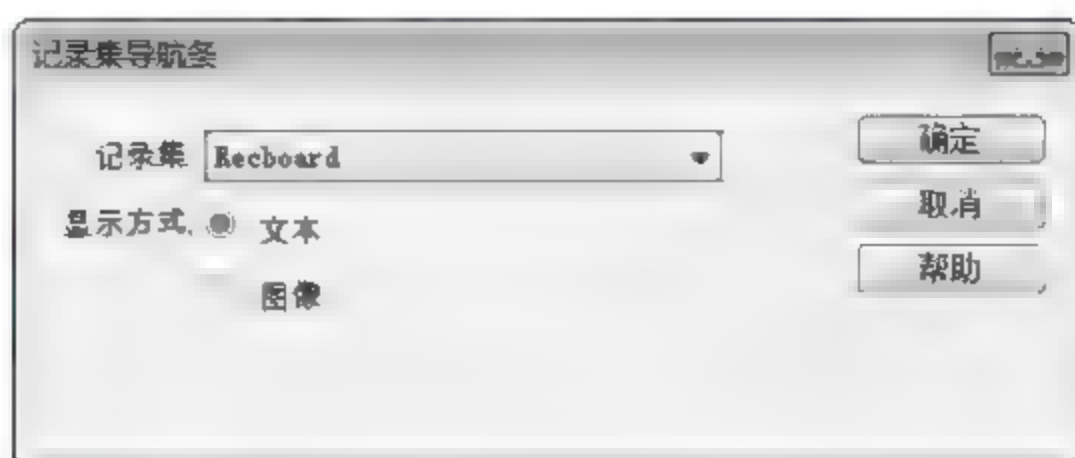 记录集导航条
记录集 Recboard
显示方式: 文本
图像
确定
取消
帮助